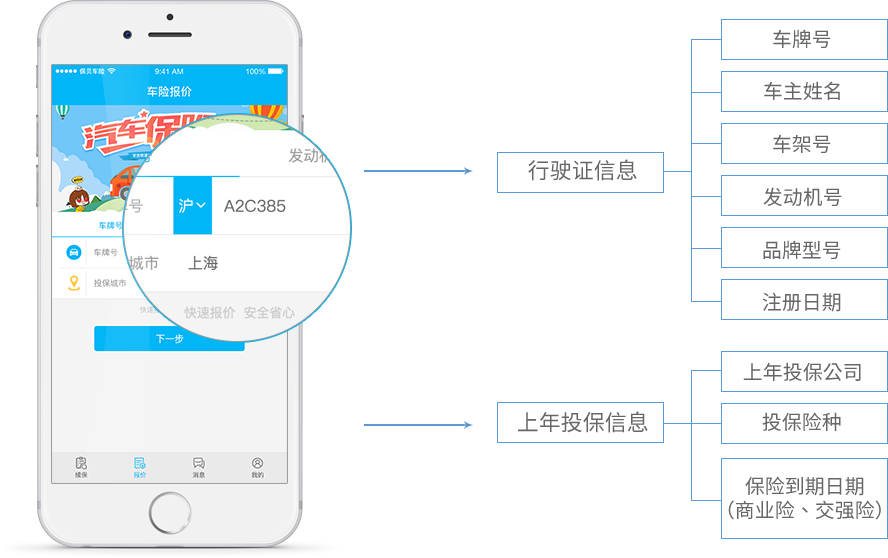 保贝车险
9:41 AM
100%
车险报价
汽车保险
发动机
车牌号
号
沪
A2C385
车牌号
城市
上海
投保城市
快速报价 安全省心
快速
下一步
续保
报价
消息
我的
行驶证信息
车牌号
车主姓名
车架号
发动机号
品牌型号
注册日期
上年投保信息
上年投保公司
投保险种
保险到期日期
（商业险、交强险）